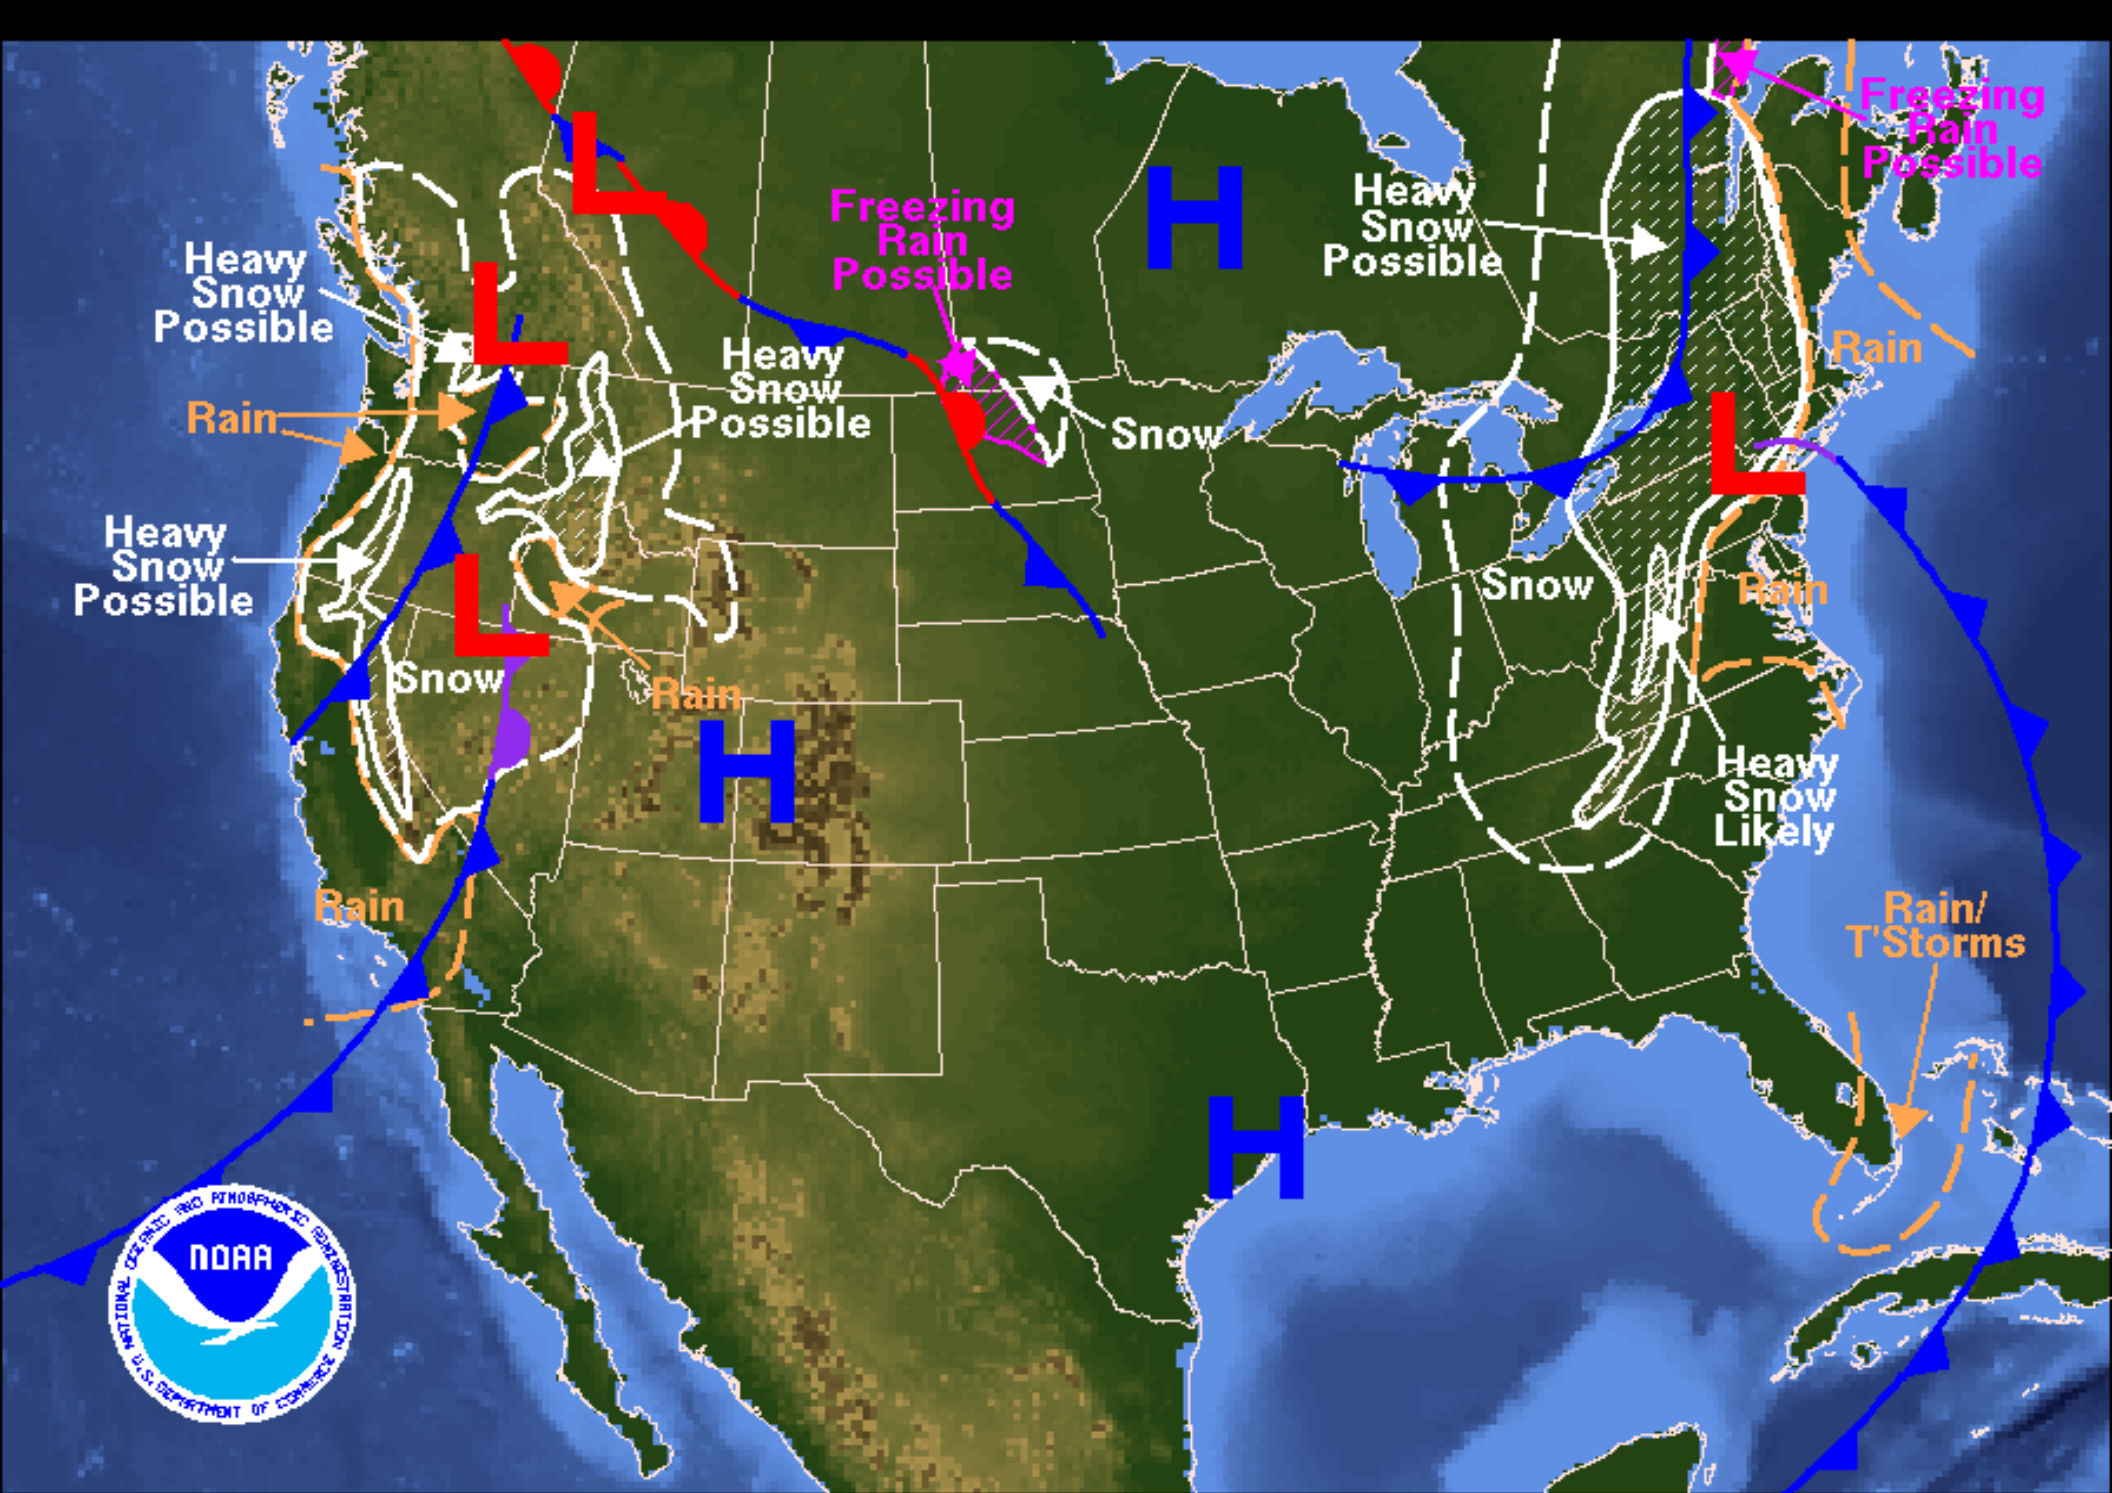 Freezing
Rain
Possible
L
Heavy
Snow
Possible
Freezing
Rain
Possible
H
Heavy
Snow
Possible
L
Heavy
Snow
Possible
Rain
Rain
Snow
L
Heavy
Snow
Possible
L
Snow
Rain
Snow
Rain
H
Heavy
Snow
Likely
Rain
Rain/
T'Storms
H
NATIONAL OCEANIC AND ATMOSPHERIC ADMINISTRATION
NOAA
U.S. DEPARTMENT OF COMMERCE